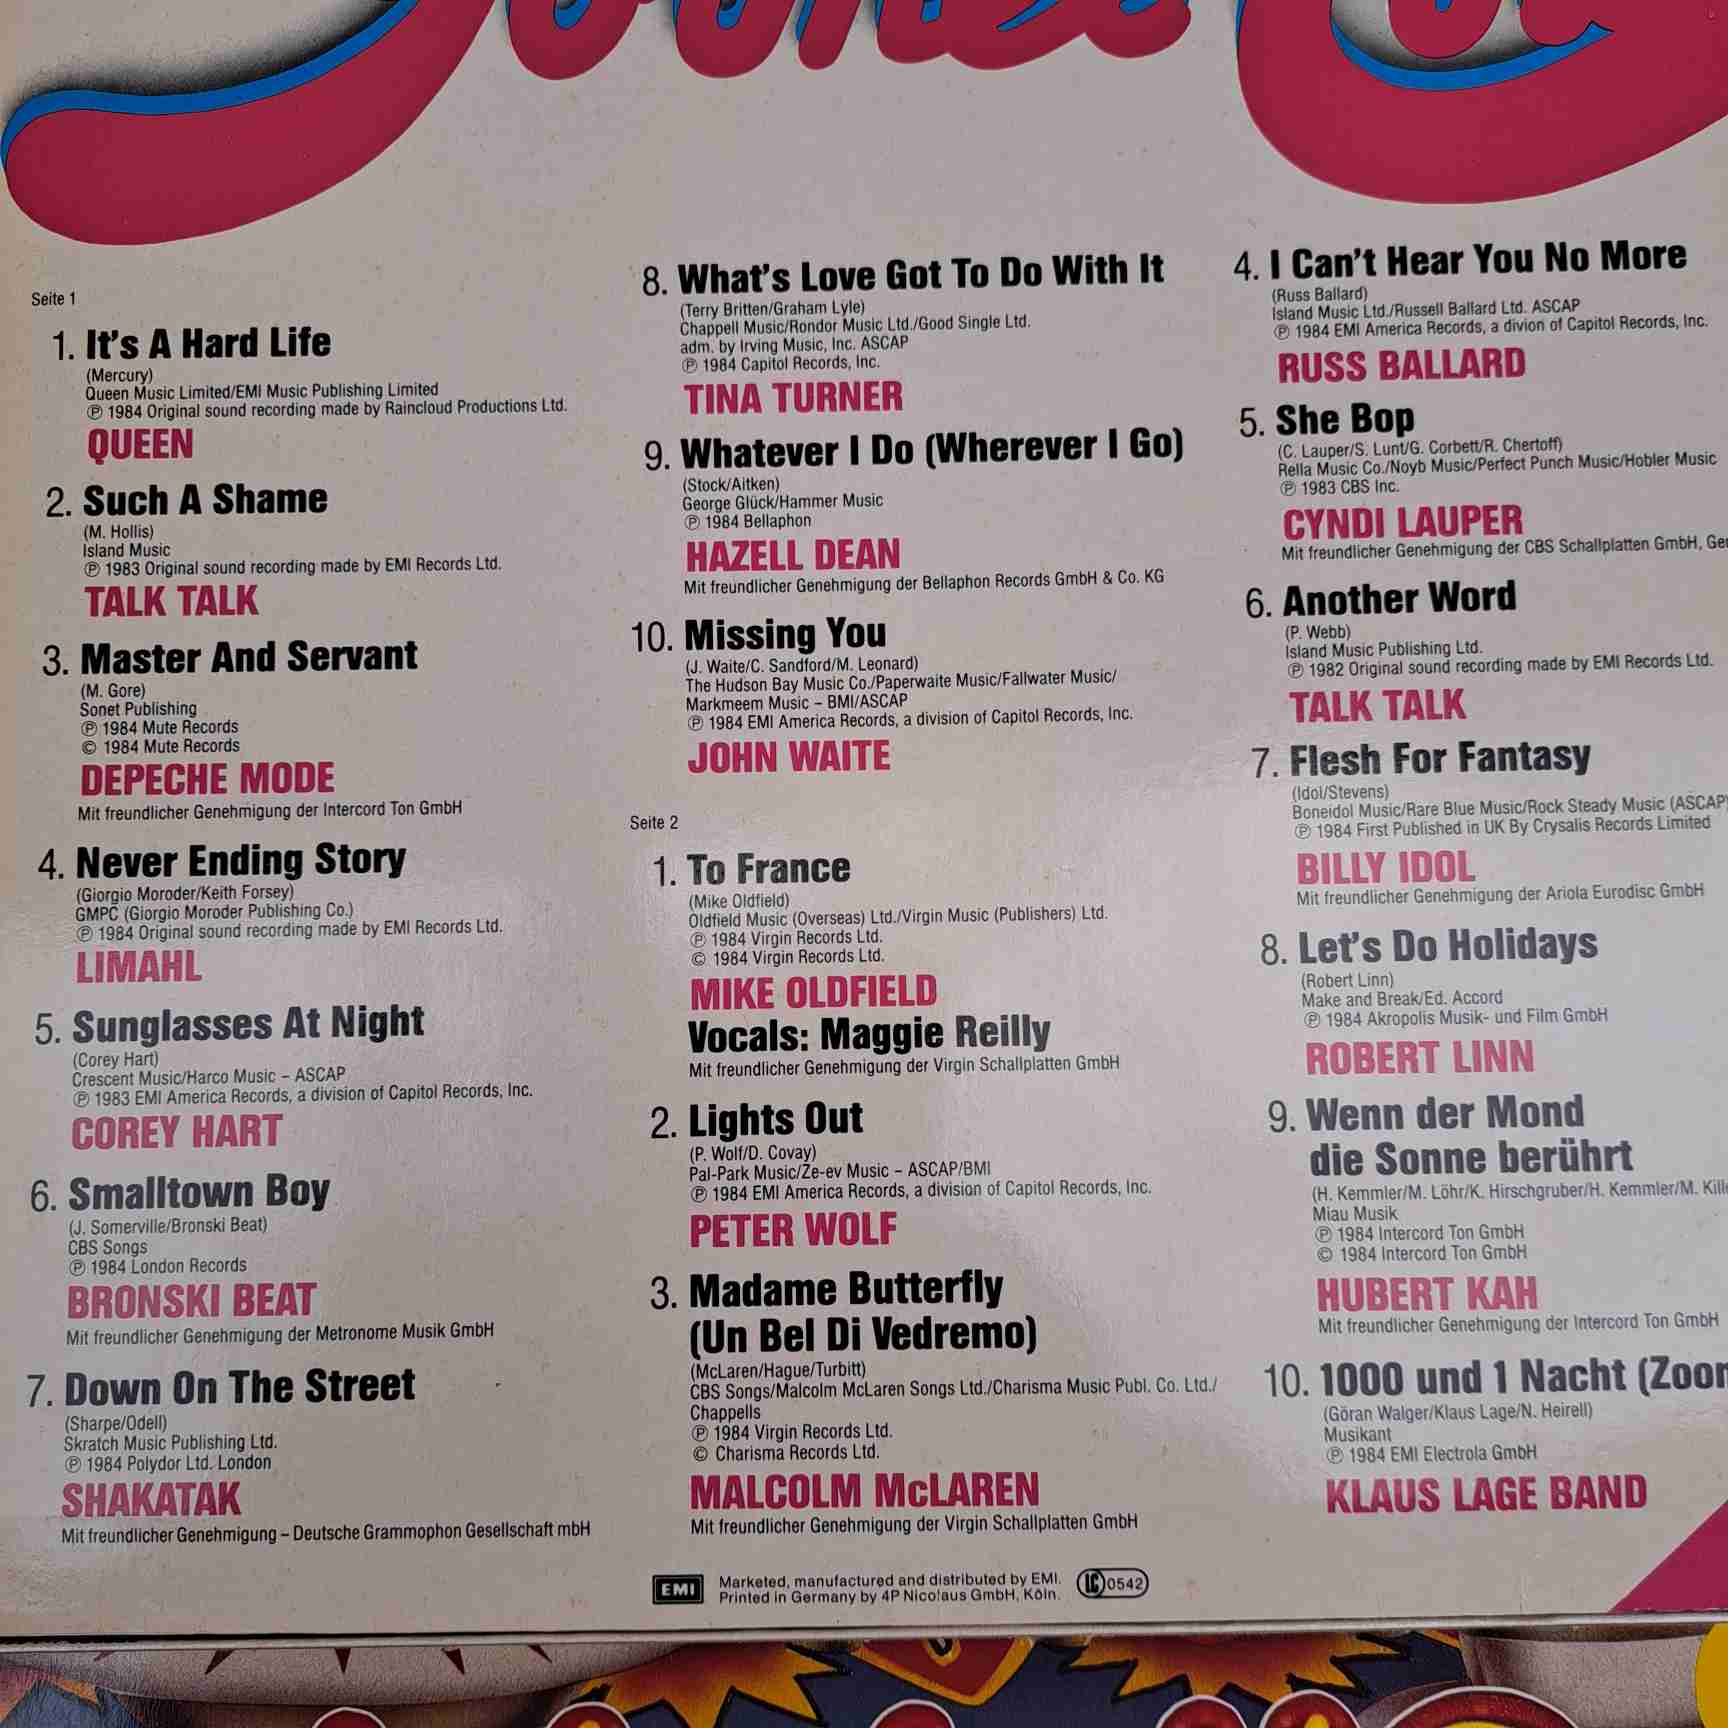 Seite 1
1. It's A Hard Life
(Mercury)
Queen Music Limited/EMI Music Publishing Limited
℗ 1984 Original sound recording made by Raincloud Productions Ltd.
QUEEN
2. Such A Shame
(M. Hollis)
Island Music
℗ 1983 Original sound recording made by EMI Records Ltd.
TALK TALK
3. Master And Servant
(M. Gore)
Sonet Publishing
℗ 1984 Mute Records
© 1984 Mute Records
DEPECHE MODE
Mit freundlicher Genehmigung der Intercord Ton GmbH
4. Never Ending Story
(Giorgio Moroder/Keith Forsey)
GMPC (Giorgio Moroder Publishing Co.)
℗ 1984 Original sound recording made by EMI Records Ltd.
LIMAHL
5. Sunglasses At Night
(Corey Hart)
Crescent Music/Harco Music – ASCAP
℗ 1983 EMI America Records, a division of Capitol Records, Inc.
COREY HART
6. Smalltown Boy
(J. Somerville/Bronski Beat)
CBS Songs
℗ 1984 London Records
BRONSKI BEAT
Mit freundlicher Genehmigung der Metronome Musik GmbH
7. Down On The Street
(Sharpe/Odell)
Skratch Music Publishing Ltd.
℗ 1984 Polydor Ltd. London
SHAKATAK
Mit freundlicher Genehmigung – Deutsche Grammophon Gesellschaft mbH
8. What's Love Got To Do With It
(Terry Britten/Graham Lyle)
Chappell Music/Rondor Music Ltd./Good Single Ltd.
adm. by Irving Music, Inc. ASCAP
℗ 1984 Capitol Records, Inc.
TINA TURNER
9. Whatever I Do (Wherever I Go)
(Stock/Aitken)
George Glück/Hammer Music
℗ 1984 Bellaphon
HAZELL DEAN
Mit freundlicher Genehmigung der Bellaphon Records GmbH & Co. KG
10. Missing You
(J. Waite/C. Sandford/M. Leonard)
The Hudson Bay Music Co./Paperwaite Music/Fallwater Music/
Markmeem Music – BMI/ASCAP
℗ 1984 EMI America Records, a division of Capitol Records, Inc.
JOHN WAITE
Seite 2
1. To France
(Mike Oldfield)
Oldfield Music (Overseas) Ltd./Virgin Music (Publishers) Ltd.
℗ 1984 Virgin Records Ltd.
© 1984 Virgin Records Ltd.
MIKE OLDFIELD
Vocals: Maggie Reilly
Mit freundlicher Genehmigung der Virgin Schallplatten GmbH
2. Lights Out
(P. Wolf/D. Covay)
Pal-Park Music/Ze-ev Music – ASCAP/BMI
℗ 1984 EMI America Records, a division of Capitol Records, Inc.
PETER WOLF
3. Madame Butterfly
(Un Bel Di Vedremo)
(McLaren/Hague/Turbitt)
CBS Songs/Malcolm McLaren Songs Ltd./Charisma Music Publ. Co. Ltd./
Chappells
℗ 1984 Virgin Records Ltd.
© Charisma Records Ltd.
MALCOLM McLAREN
Mit freundlicher Genehmigung der Virgin Schallplatten GmbH
4. I Can't Hear You No More
(Russ Ballard)
Island Music Ltd./Russell Ballard Ltd. ASCAP
℗ 1984 EMI America Records, a divion of Capitol Records, Inc.
RUSS BALLARD
5. She Bop
(C. Lauper/S. Lunt/G. Corbett/R. Chertoff)
Rella Music Co./Noyb Music/Perfect Punch Music/Hobler Music
℗ 1983 CBS Inc.
CYNDI LAUPER
Mit freundlicher Genehmigung der CBS Schallplatten GmbH,
6. Another Word
(P. Webb)
Island Music Publishing Ltd.
℗ 1982 Original sound recording made by EMI Records Ltd.
TALK TALK
7. Flesh For Fantasy
(Idol/Stevens)
Boneidol Music/Rare Blue Music/Rock Steady Music (ASCAP)
℗ 1984 First Published in UK By Crysalis Records Limited
BILLY IDOL
Mit freundlicher Genehmigung der Ariola Eurodisc GmbH
8. Let's Do Holidays
(Robert Linn)
Make and Break/Ed. Accord
℗ 1984 Akropolis Musik- und Film GmbH
ROBERT LINN
9. Wenn der Mond
die Sonne berührt
(H. Kemmler/M. Löhr/K. Hirschgruber/H. Kemmler/M.
Miau Musik
℗ 1984 Intercord Ton GmbH
© 1984 Intercord Ton GmbH
HUBERT KAH
Mit freundlicher Genehmigung der Intercord Ton GmbH
10. 1000 und 1 Nacht
(Göran Walger/Klaus Lage/N. Heirell)
Musikant
℗ 1984 EMI Electrola GmbH
KLAUS LAGE BAND
EMI
Marketed, manufactured and distributed by EMI.
Printed in Germany by 4P Nicolaus GmbH, Köln.
LC 0542